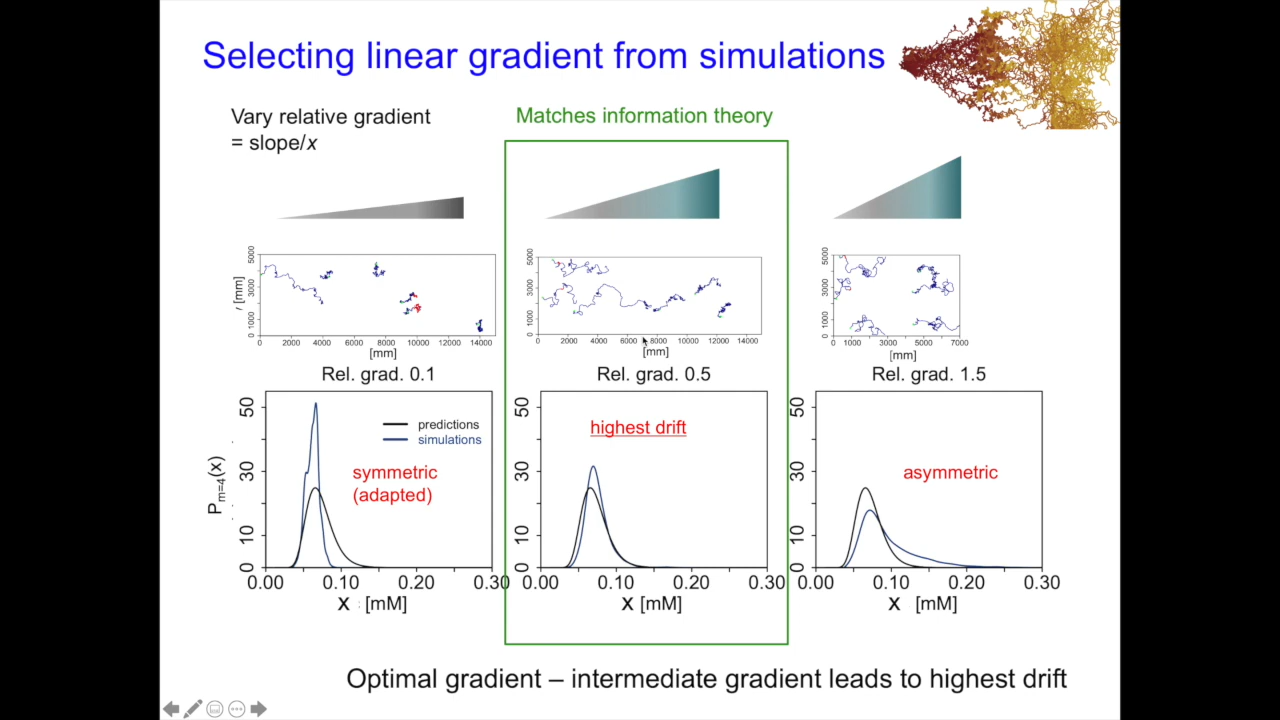 Selecting linear gradient from simulations
Vary relative gradient
= slope/x
Matches information theory
0 1000 3000 5000
[mm]
0 2000 4000 6000 8000 10000 14000
[mm]
Rel. grad. 0.1
0 1000 3000 5000
0 2000 4000 6000 8000 10000 14000
[mm]
Rel. grad. 0.5
0 1000 3000 5000
0 1000 3000 5000 7000
[mm]
Rel. grad. 1.5
Pm=4(x)
0 10 30 50
predictions
simulations
symmetric
(adapted)
0.00 0.10 0.20 0.30
x [mM]
0 10 30 50
highest drift
0.00 0.10 0.20 0.30
x [mM]
0 10 30 50
asymmetric
0.00 0.10 0.20 0.30
x [mM]
Optimal gradient – intermediate gradient leads to highest drift